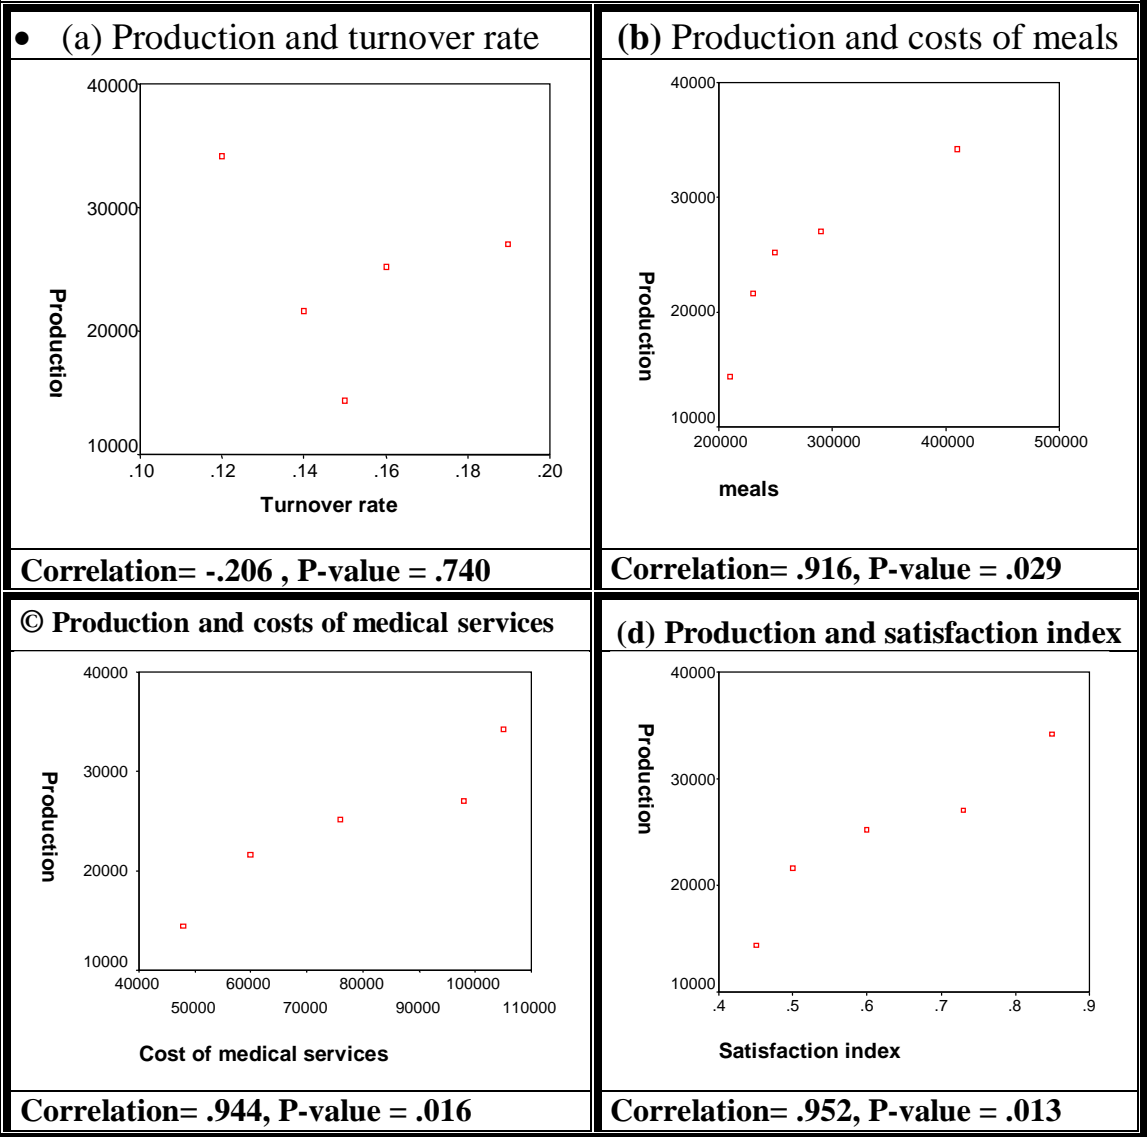 • (a) Production and turnover rate
40000
30000
20000
10000
Production
.10 .12 .14 .16 .18 .20
Turnover rate
Correlation= -.206 , P-value = .740
(b) Production and costs of meals
40000
30000
20000
10000
Production
200000 300000 400000 500000
meals
Correlation= .916, P-value = .029
© Production and costs of medical services
40000
30000
20000
10000
Production
40000 60000 80000 100000
50000 70000 90000 110000
Cost of medical services
Correlation= .944, P-value = .016
(d) Production and satisfaction index
40000
30000
20000
10000
Production
.4 .5 .6 .7 .8 .9
Satisfaction index
Correlation= .952, P-value = .013